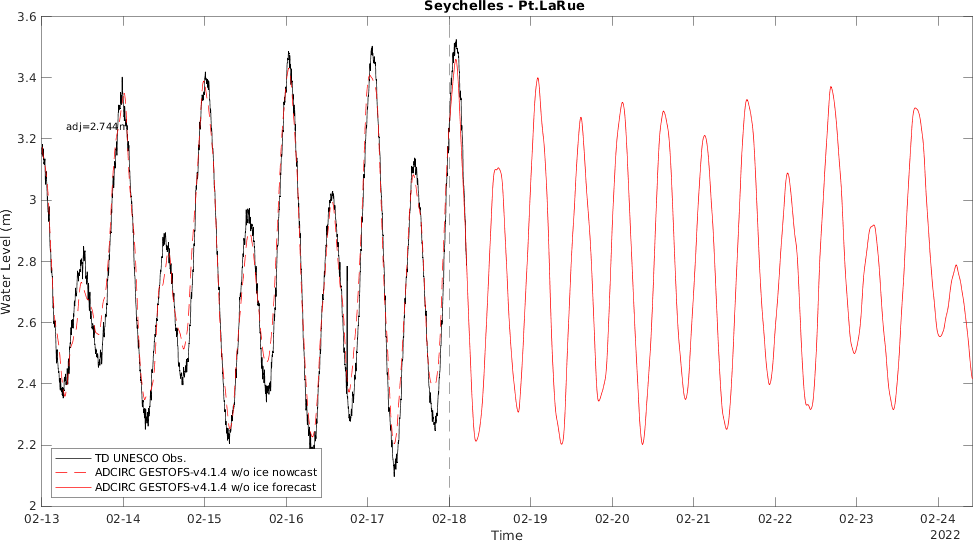 Seychelles - Pt.LaRue
3.6
3.4
3.2
3
2.8
2.6
2.4
2.2
2
Water Level (m)
adj=2.744m
TD UNESCO Obs.
ADCIRC GESTOFS-v4.1.4 w/o ice nowcast
ADCIRC GESTOFS-v4.1.4 w/o ice forecast
02-13 02-14 02-15 02-16 02-17 02-18 02-19 02-20 02-21 02-22 02-23 02-24
Time
2022